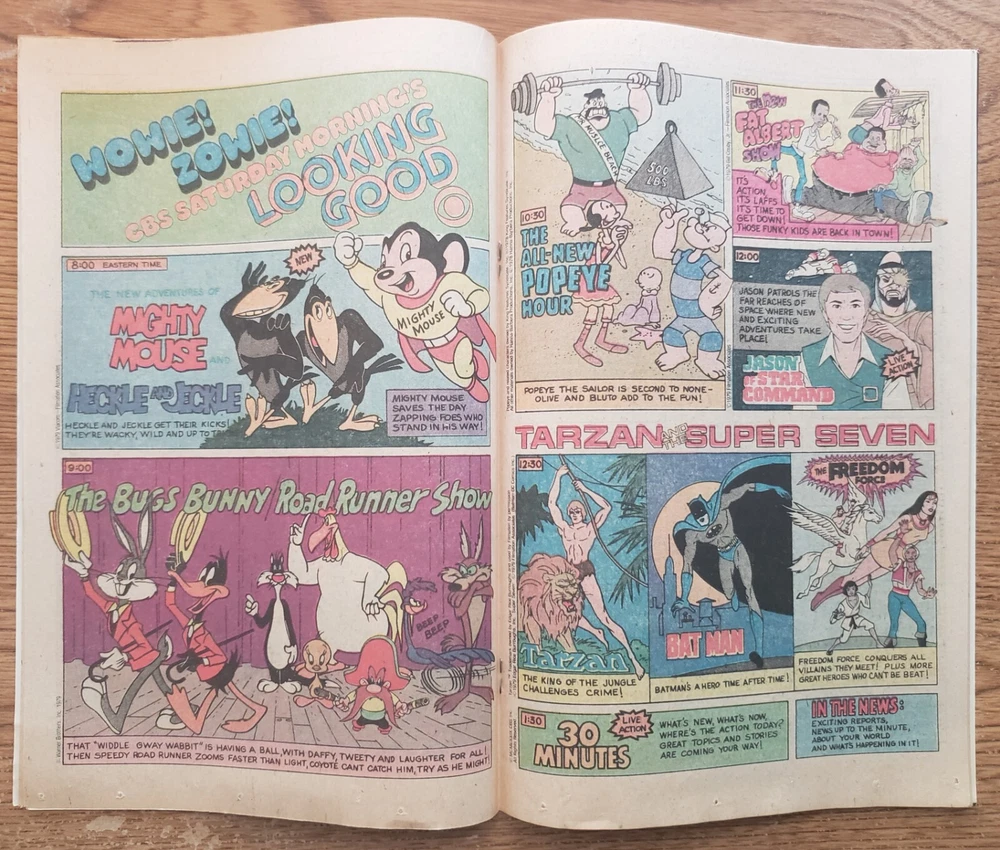 WOWIE!
ZOWIE!
CBS SATURDAY MORNING'S
LOOKING
GOOD
8:00 EASTERN TIME
NEW
THE NEW ADVENTURES OF
MIGHTY
MOUSE AND
HECKLE AND JECKLE
HECKLE AND JECKLE GET THEIR KICKS!
THEY'RE WACKY, WILD AND UP TO
MIGHTY
MOUSE
MIGHTY MOUSE
SAVES THE DAY
ZAPPING FOES WHO
STAND IN HIS WAY!
9:00
The BUGS BUNNY Road Runner Show
BEEP
BEEP
THAT "WIDDLE GWAY WABBIT" IS HAVING A BALL, WITH DAFFY, TWEETY AND LAUGHTER FOR ALL!
THEN SPEEDY ROAD RUNNER ZOOMS FASTER THAN LIGHT, COYOTE CAN'T CATCH HIM, TRY AS HE MIGHT!
500
LBS
10:30
THE
ALL-NEW
POPEYE
HOUR
POPEYE THE SAILOR IS SECOND TO NONE-
OLIVE AND BLUTO ADD TO THE FUN!
11:30
THE NEW
FAT
ALBERT
SHOW
IT'S
ACTION,
IT'S LAFFS
IT'S TIME TO
GET DOWN!
THOSE FUNKY KIDS ARE BACK IN TOWN!
12:00
JASON PATROLS THE
FAR REACHES OF
SPACE WHERE NEW
AND EXCITING
ADVENTURES TAKE
PLACE!
JASON
OF STAR
COMMAND
LIVE
ACTION
TARZAN AND THE SUPER SEVEN
12:30
Tarzan
THE KING OF THE JUNGLE
CHALLENGES CRIME!
BATMAN
BATMAN'S A HERO TIME AFTER TIME!
THE FREEDOM
FORCE
FREEDOM FORCE CONQUERS ALL
VILLAINS THEY MEET! PLUS MORE
GREAT HEROES WHO CAN'T BE BEAT!
1:30
30
MINUTES
LIVE
ACTION
WHAT'S NEW, WHAT'S NOW,
WHERE'S THE ACTION TODAY?
GREAT TOPICS AND STORIES
ARE COMING YOUR WAY!
IN THE NEWS:
EXCITING REPORTS,
NEWS UP TO THE MINUTE,
ABOUT YOUR WORLD
AND WHAT'S HAPPENING IN IT!